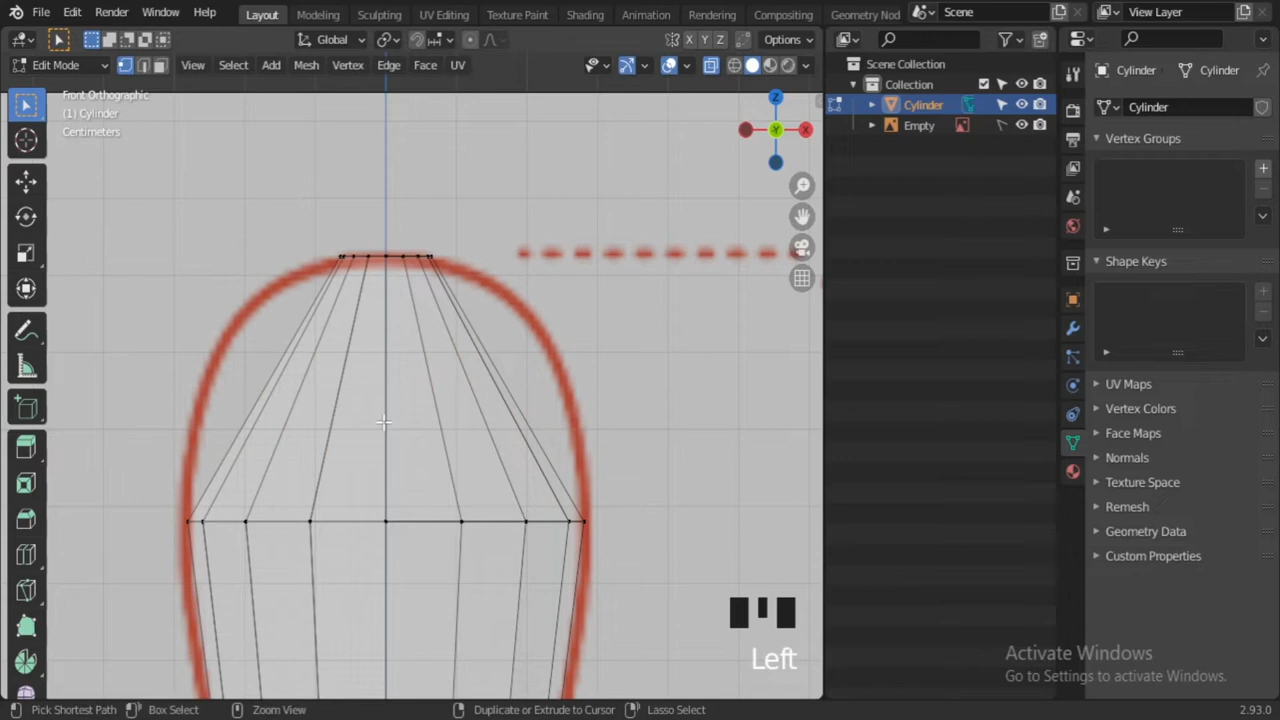 File Edit Render Window Help Layout Modeling Sculpting UV Editing Texture Paint Shading Animation Rendering Compositing Geometry Nod Scene View Layer
Global Options
Edit Mode View Select Add Mesh Vertex Edge Face UV
X Y Z
Front Orthographic
(1) Cylinder
Centimeters
Z
Y
X
Left
Scene Collection
Collection
Cylinder
Empty
Cylinder Cylinder
Cylinder
Vertex Groups
Shape Keys
UV Maps
Vertex Colors
Face Maps
Normals
Texture Space
Remesh
Geometry Data
Custom Properties
Activate Windows
Go to Settings to activate Windows.
Pick Shortest Path Box Select Zoom View Duplicate or Extrude to Cursor Lasso Select 2.93.0